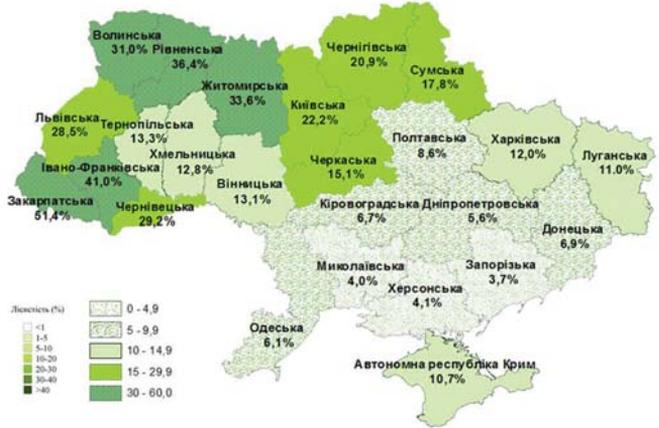 Волинська
31,0%
Рівненська
36,4%
Житомирська
33,6%
Чернігівська
20,9%
Сумська
17,8%
Київська
22,2%
Львівська
28,5%
Тернопільська
13,3%
Хмельницька
12,8%
Івано-Франківська
41,0%
Закарпатська
51,4%
Чернівецька
29,2%
Вінницька
13,1%
Черкаська
15,1%
Полтавська
8,6%
Харківська
12,0%
Луганська
11.0%
Кіровоградська
6,7%
Дніпропетровська
5,6%
Донецька
6,9%
Миколаївська
4,0%
Херсонська
4,1%
Запорізька
3,7%
Одеська
6,1%
Автономна республіка Крим
10,7%
Лісистість (%)
<1
1-5
5-10
10-20
20-30
30-40
>40
0 - 4,9
5 - 9,9
10 - 14,9
15 - 29,9
30 - 60,0